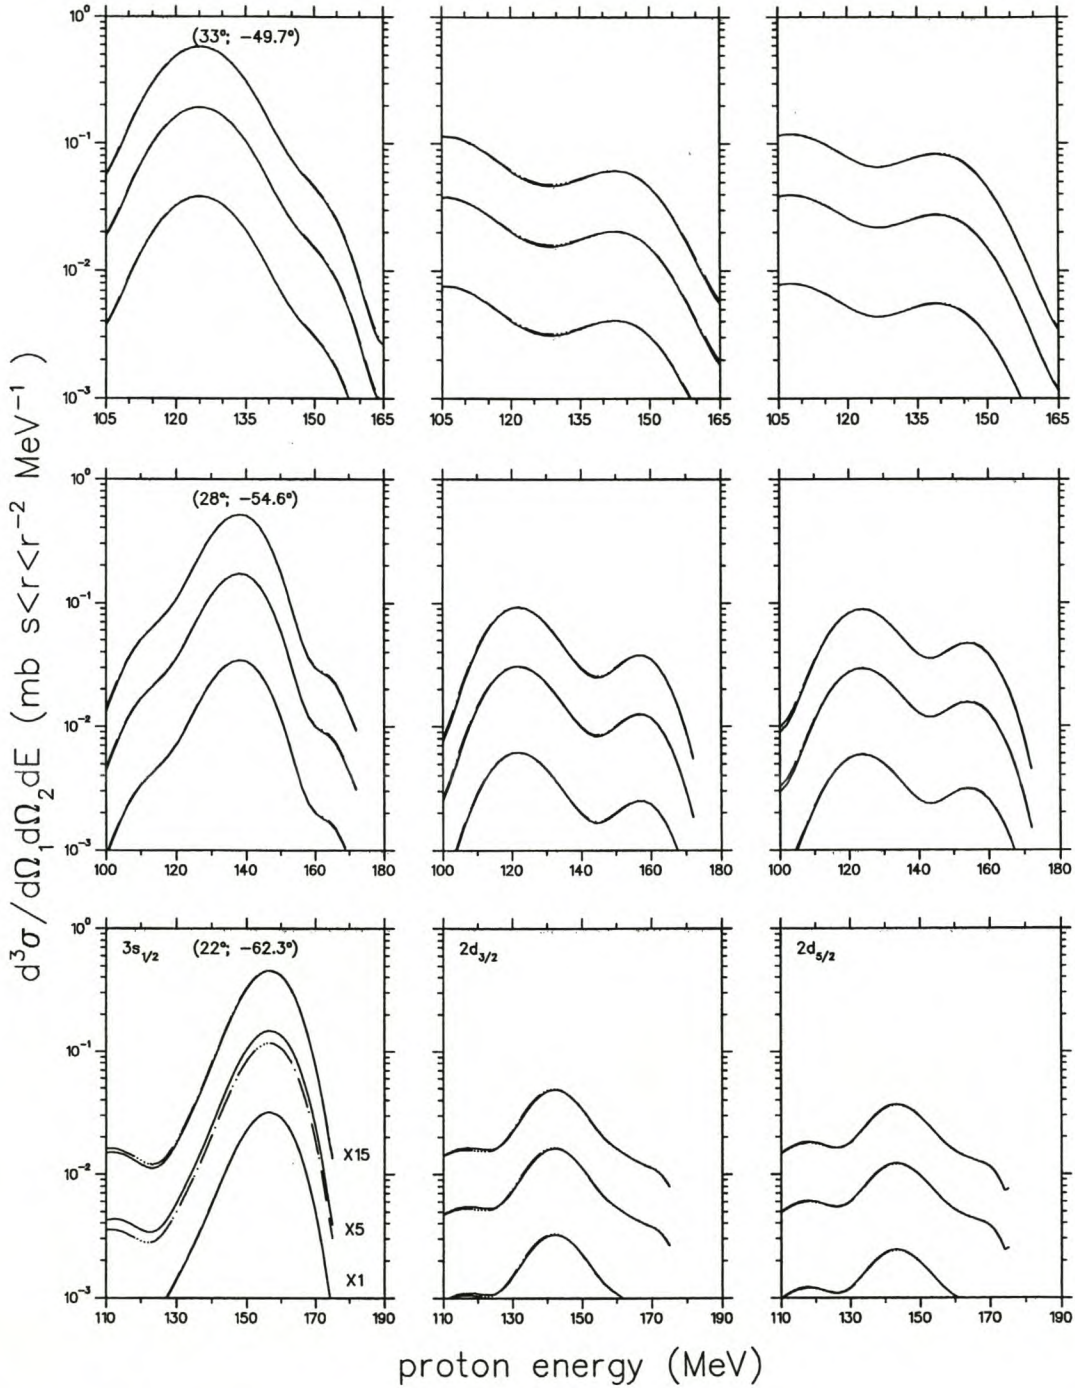 d³σ/dΩ₁dΩ₂dE (mb s<r<r⁻² MeV⁻¹ )
10⁰
10⁻¹
10⁻²
10⁻³
(33°; −49.7°)
105 120 135 150 165
105 120 135 150 165
105 120 135 150 165
10⁰
10⁻¹
10⁻²
10⁻³
(28°; −54.6°)
100 120 140 160 180
100 120 140 160 180
100 120 140 160 180
10⁰
10⁻¹
10⁻²
10⁻³
3s₁/₂ (22°; −62.3°)
X15
X5
X1
2d₃/₂
2d₅/₂
110 130 150 170 190
110 130 150 170 190
110 130 150 170 190
proton energy (MeV)